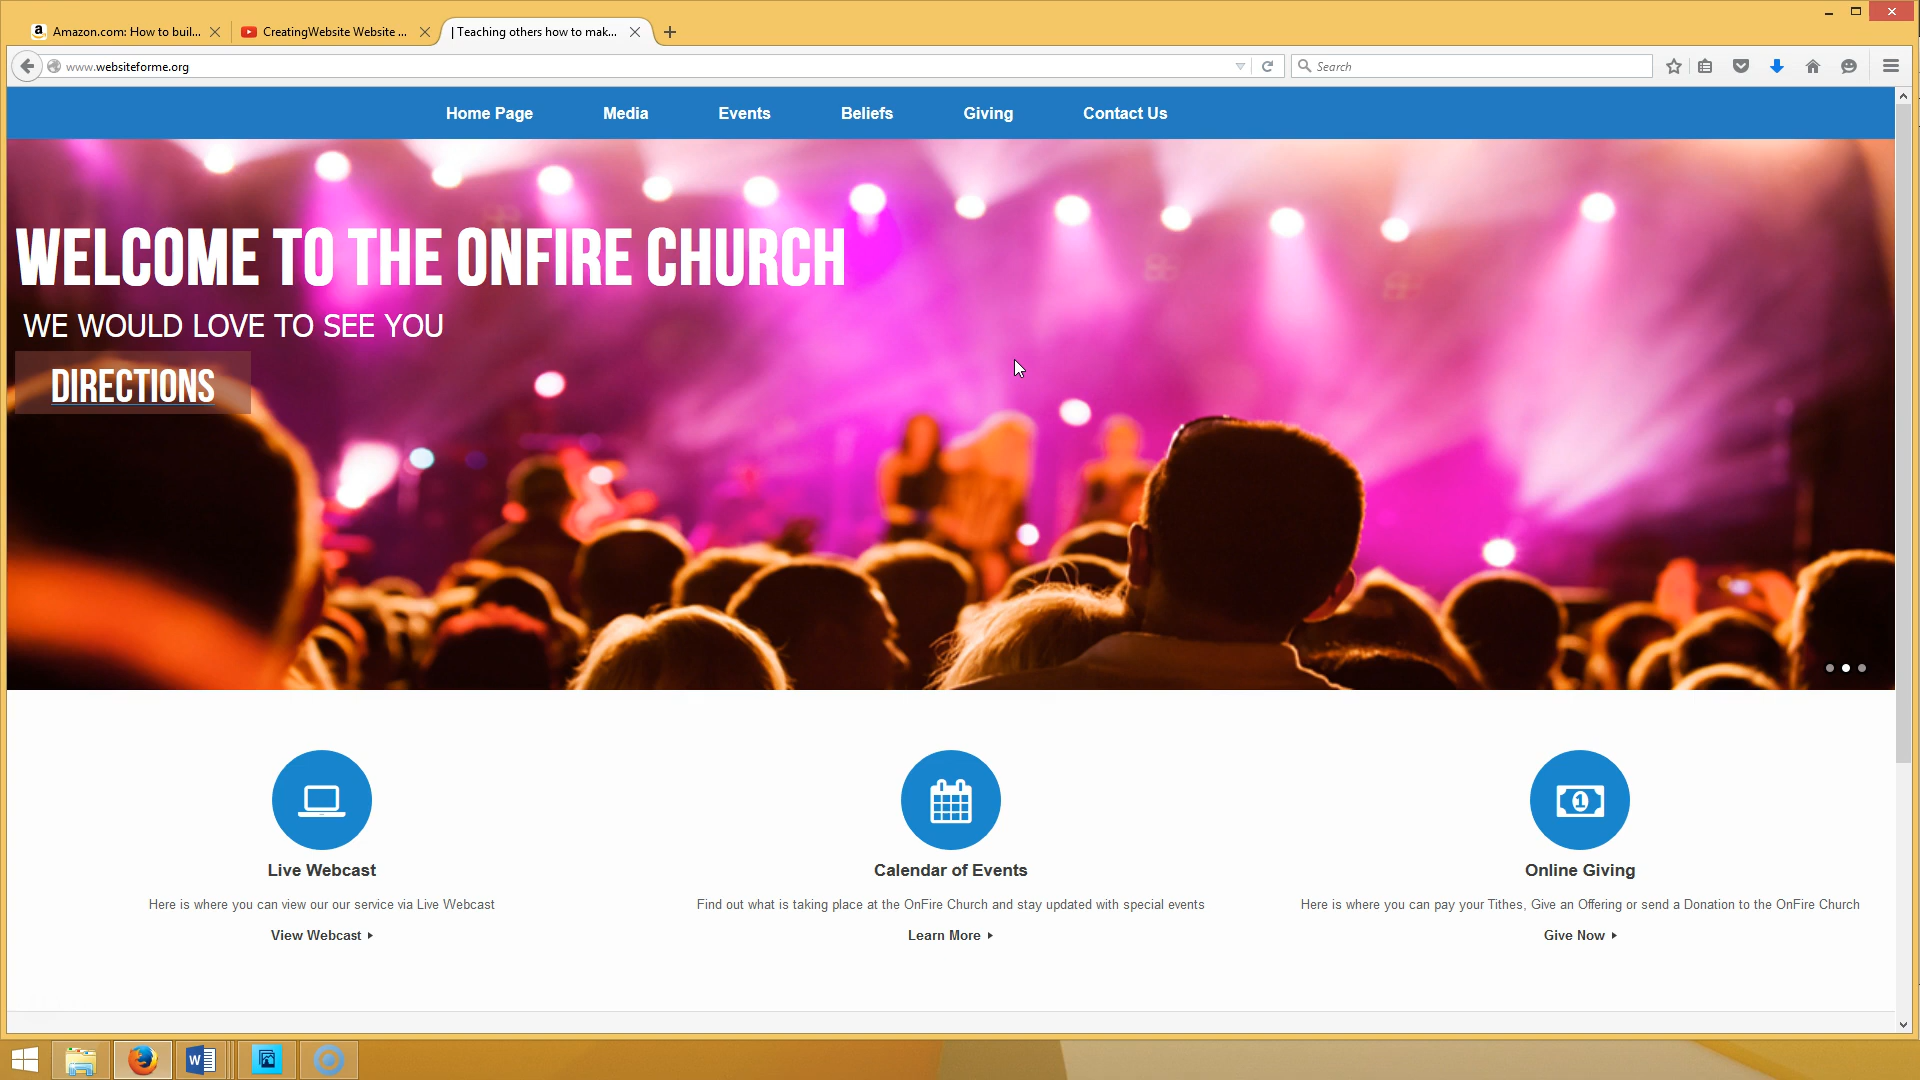 Amazon.com: How to buil...
CreatingWebsite Website ...
| Teaching others how to mak...
www.websiteforme.org
Search
Home Page
Media
Events
Beliefs
Giving
Contact Us
WELCOME TO THE ONFIRE CHURCH
WE WOULD LOVE TO SEE YOU
DIRECTIONS
1
Live Webcast
Calendar of Events
Online Giving
Here is where you can view our our service via Live Webcast
Find out what is taking place at the OnFire Church and stay updated with special events
Here is where you can pay your Tithes, Give an Offering or send a Donation to the OnFire Church
View Webcast
Learn More
Give Now